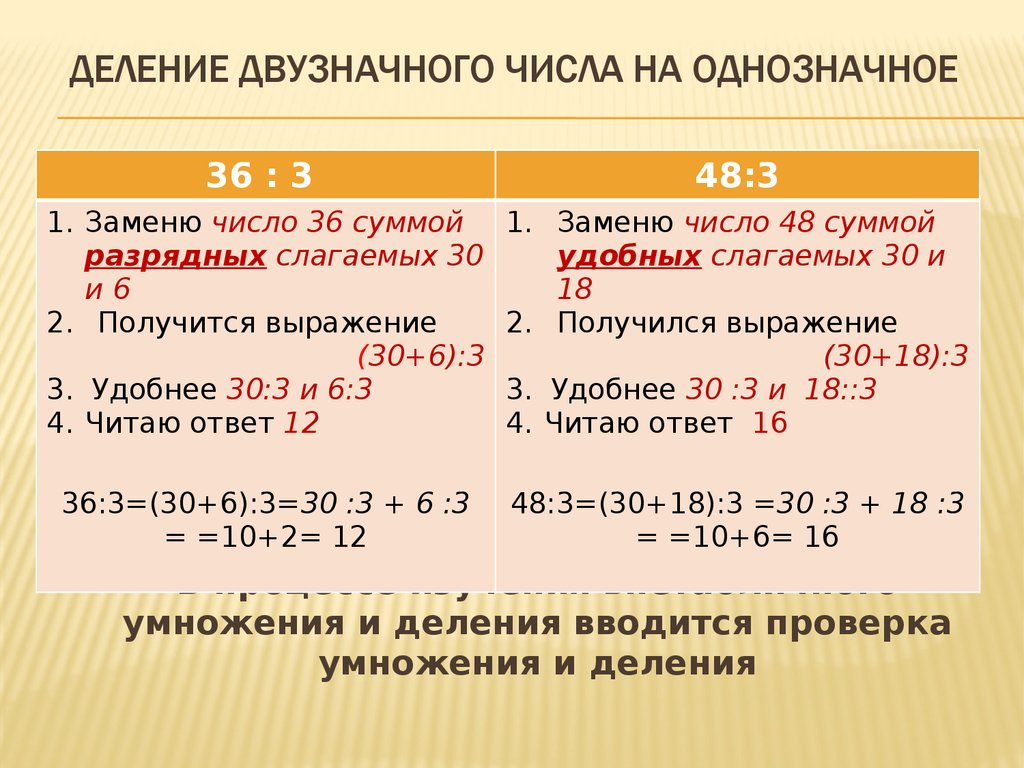 ДЕЛЕНИЕ ДВУЗНАЧНОГО ЧИСЛА НА ОДНОЗНАЧНОЕ
36 : 3
1. Заменю число 36 суммой
разрядных слагаемых 30
и 6
2. Получится выражение
(30+6):3
3. Удобнее 30:3 и 6:3
4. Читаю ответ 12
36:3=(30+6):3=30 :3 + 6 :3
= =10+2= 12
48:3
1. Заменю число 48 суммой
удобных слагаемых 30 и
18
2. Получился выражение
(30+18):3
3. Удобнее 30 :3 и 18::3
4. Читаю ответ 16
48:3=(30+18):3 =30 :3 + 18 :3
= =10+6= 16
умножения и деления вводится проверка
умножения и деления